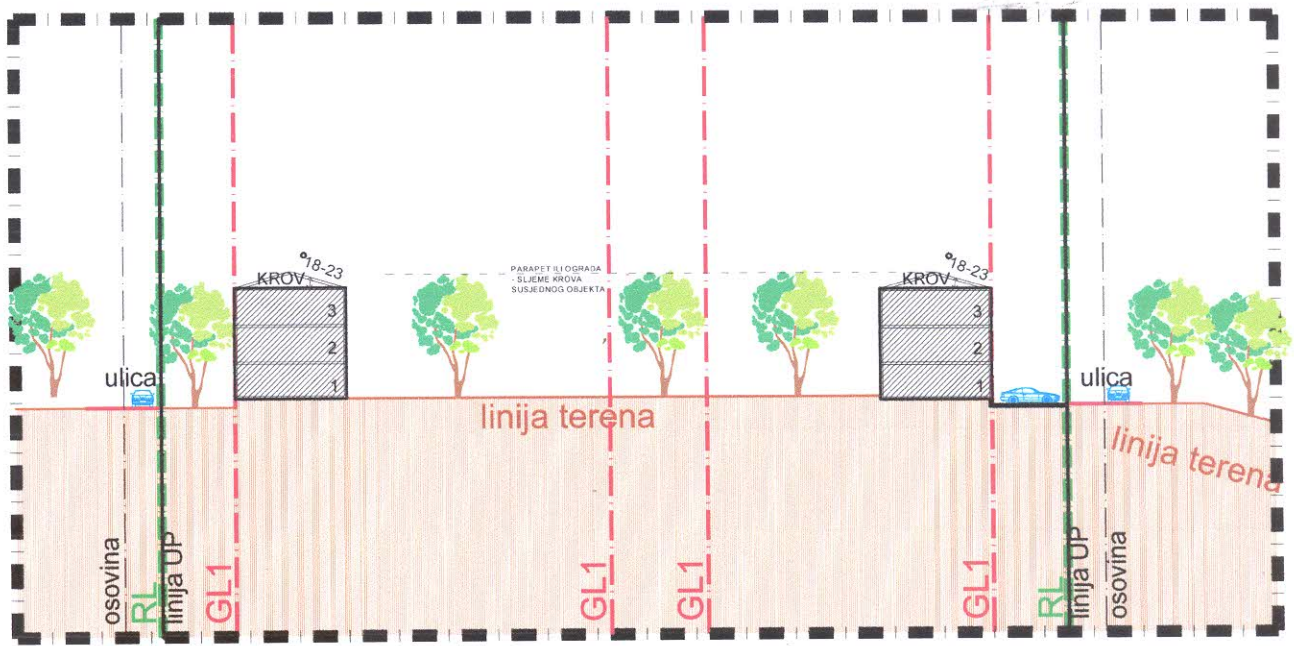 °18-23
KROV
3
2
1
PARAPET ILI OGRADA
- SLJEME KROVA
SUSJEDNOG OBJEKTA
°18-23
KROV
3
2
1
ulica
ulica
linija terena
linija terena
osovina
RL
linija UP
GL1
GL1
GL1
GL1
RL
linija UP
osovina